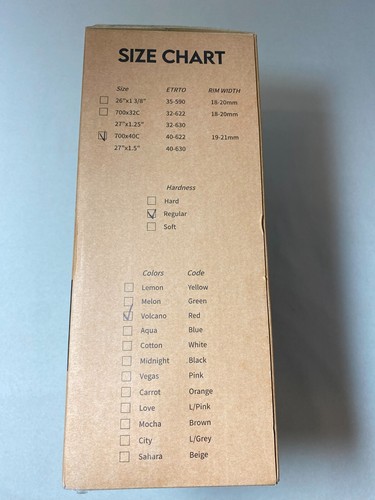 SIZE CHART
Size ETRTO RIM WIDTH
26"x1 3/8" 35-590 18-20mm
700x32C 32-622 18-20mm
27"x1.25" 32-630
700x40C 40-622 19-21mm
27"x1.5" 40-630
Hardness
Hard
Regular
Soft
Colors Code
Lomon Yellow
Melon Green
Volcano Red
Aqua Blue
Cotton White
Midnight Black
Vegas Pink
Carrot Orange
Love L/Pink
Mocha Brown
City L/Grey
Sahara Beige